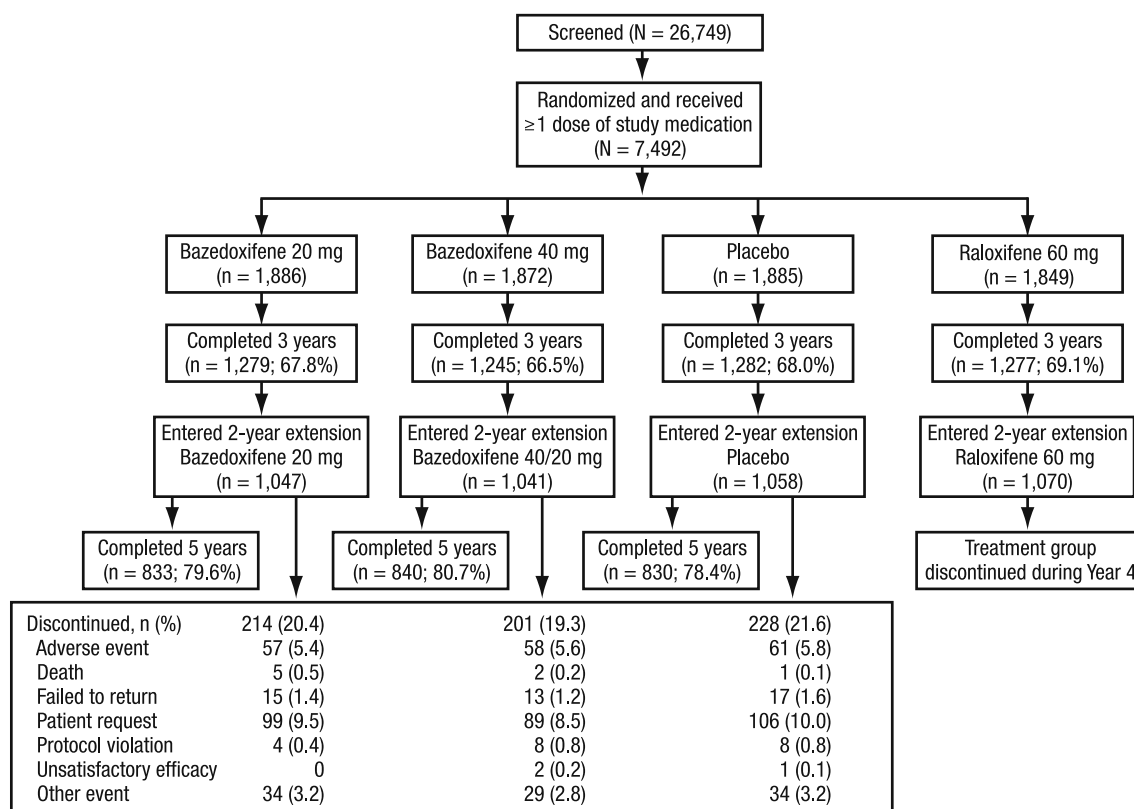 Screened (N = 26,749)
Randomized and received
≥1 dose of study medication
(N = 7,492)
Bazedoxifene 20 mg
(n = 1,886)
Bazedoxifene 40 mg
(n = 1,872)
Placebo
(n = 1,885)
Raloxifene 60 mg
(n = 1,849)
Completed 3 years
(n = 1,279; 67.8%)
Completed 3 years
(n = 1,245; 66.5%)
Completed 3 years
(n = 1,282; 68.0%)
Completed 3 years
(n = 1,277; 69.1%)
Entered 2-year extension
Bazedoxifene 20 mg
(n = 1,047)
Entered 2-year extension
Bazedoxifene 40/20 mg
(n = 1,041)
Entered 2-year extension
Placebo
(n = 1,058)
Entered 2-year extension
Raloxifene 60 mg
(n = 1,070)
Completed 5 years
(n = 833; 79.6%)
Completed 5 years
(n = 840; 80.7%)
Completed 5 years
(n = 830; 78.4%)
Treatment group
discontinued during Year 4
Discontinued, n (%) 214 (20.4) 201 (19.3) 228 (21.6)
Adverse event 57 (5.4) 58 (5.6) 61 (5.8)
Death 5 (0.5) 2 (0.2) 1 (0.1)
Failed to return 15 (1.4) 13 (1.2) 17 (1.6)
Patient request 99 (9.5) 89 (8.5) 106 (10.0)
Protocol violation 4 (0.4) 8 (0.8) 8 (0.8)
Unsatisfactory efficacy 0 2 (0.2) 1 (0.1)
Other event 34 (3.2) 29 (2.8) 34 (3.2)